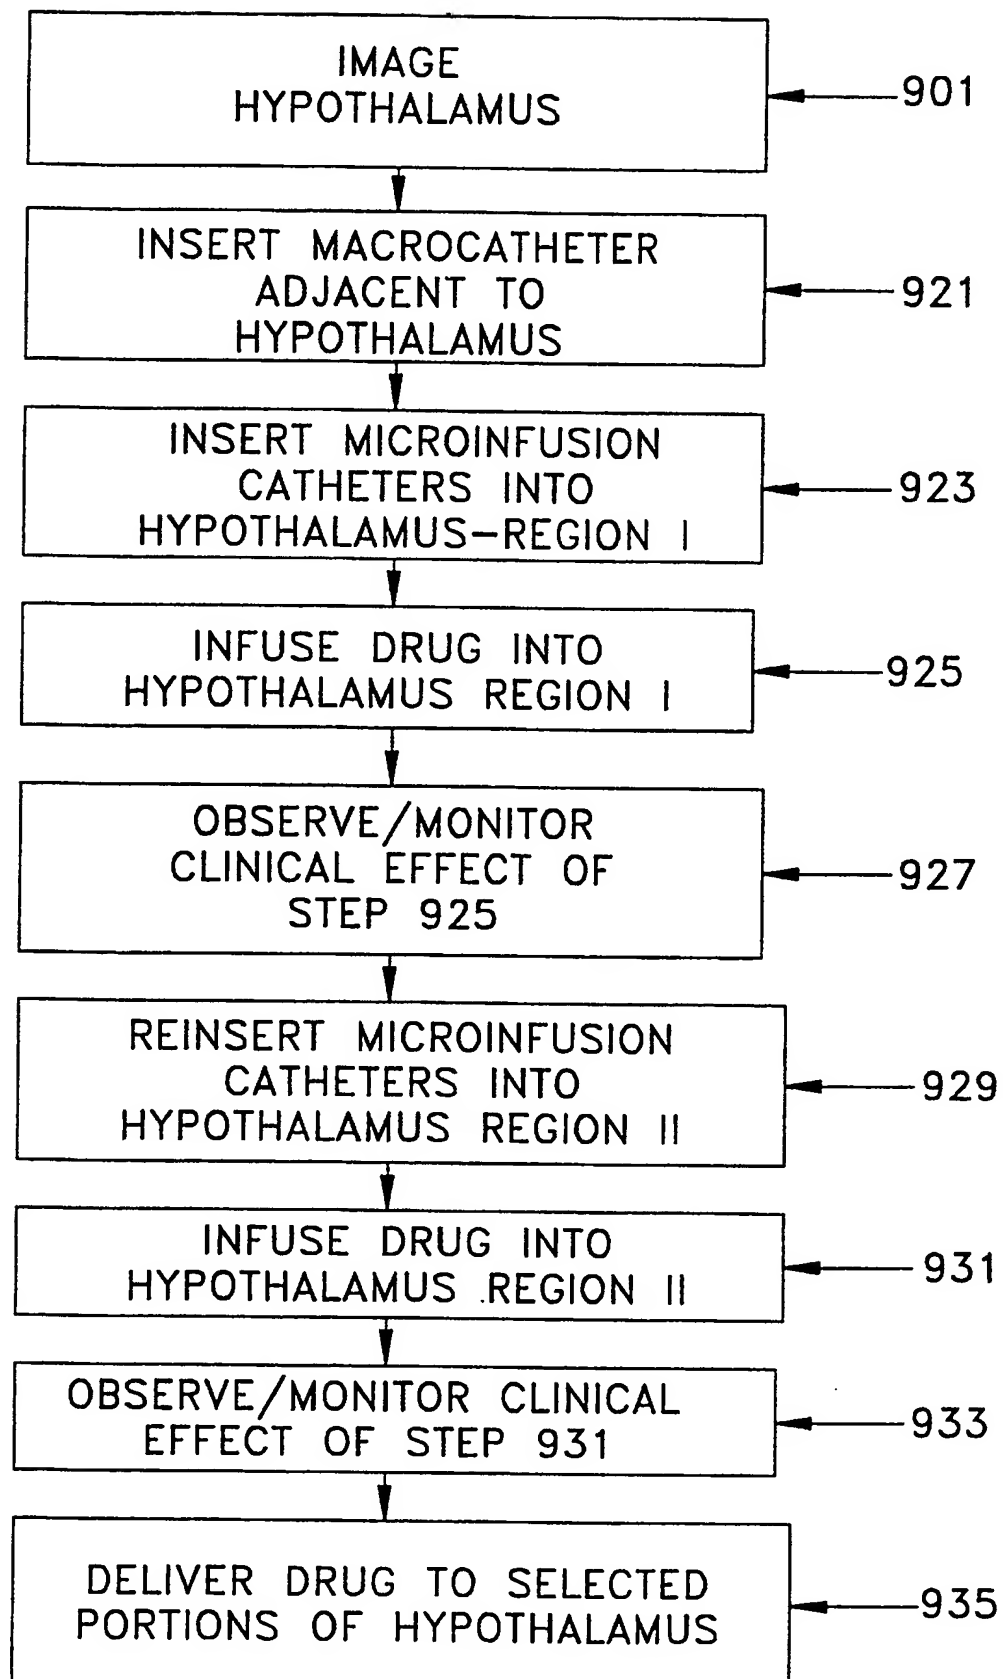 IMAGE
HYPOTHALAMUS
901
INSERT MACROCATHETER
ADJACENT TO
HYPOTHALAMUS
921
INSERT MICROINFUSION
CATHETERS INTO
HYPOTHALAMUS-REGION I
923
INFUSE DRUG INTO
HYPOTHALAMUS REGION I
925
OBSERVE/MONITOR
CLINICAL EFFECT OF
STEP 925
927
REINSERT MICROINFUSION
CATHETERS INTO
HYPOTHALAMUS REGION II
929
INFUSE DRUG INTO
HYPOTHALAMUS REGION II
931
OBSERVE/MONITOR CLINICAL
EFFECT OF STEP 931
933
DELIVER DRUG TO SELECTED
PORTIONS OF HYPOTHALAMUS
935